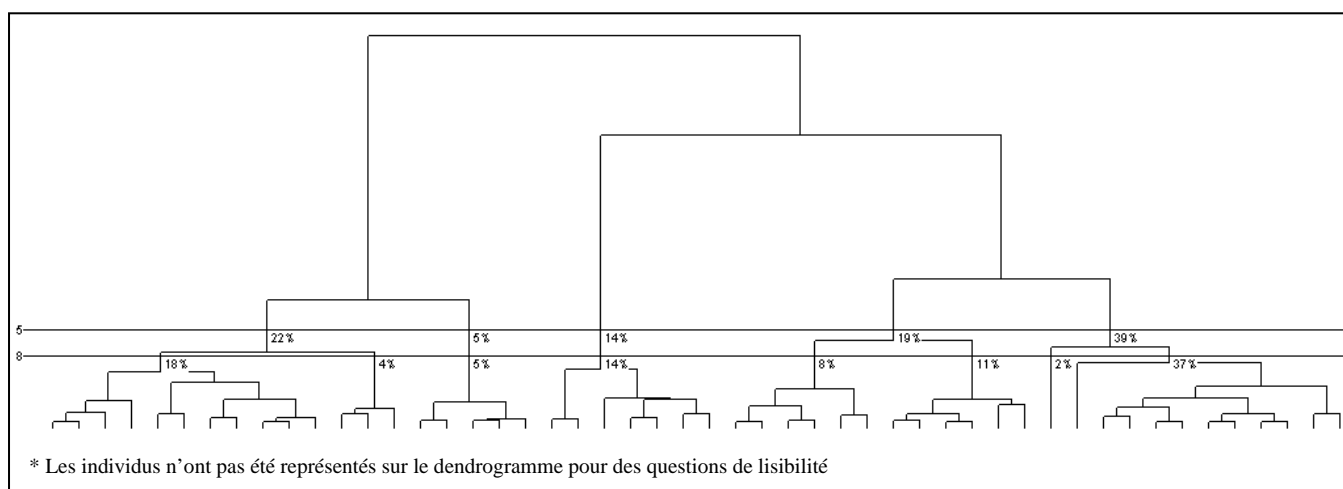 5
22% 5% 14% 19% 39%
8
18% 4% 5% 14% 8% 11% 2% 37%
* Les individus n’ont pas été représentés sur le dendrogramme pour des questions de lisibilité